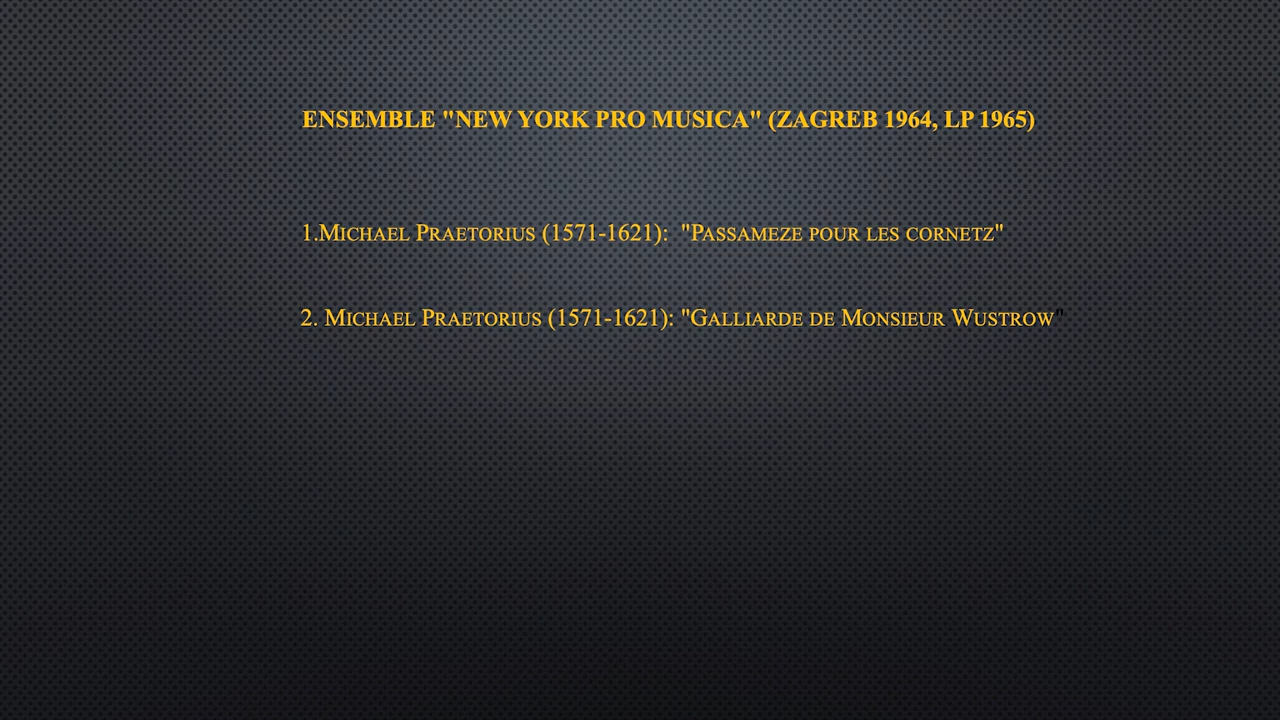 ENSEMBLE "NEW YORK PRO MUSICA" (ZAGREB 1964, LP 1965)
1.Michael Praetorius (1571-1621): "Passameze pour les cornetz"
2. Michael Praetorius (1571-1621): "Galliarde de Monsieur Wustrow"